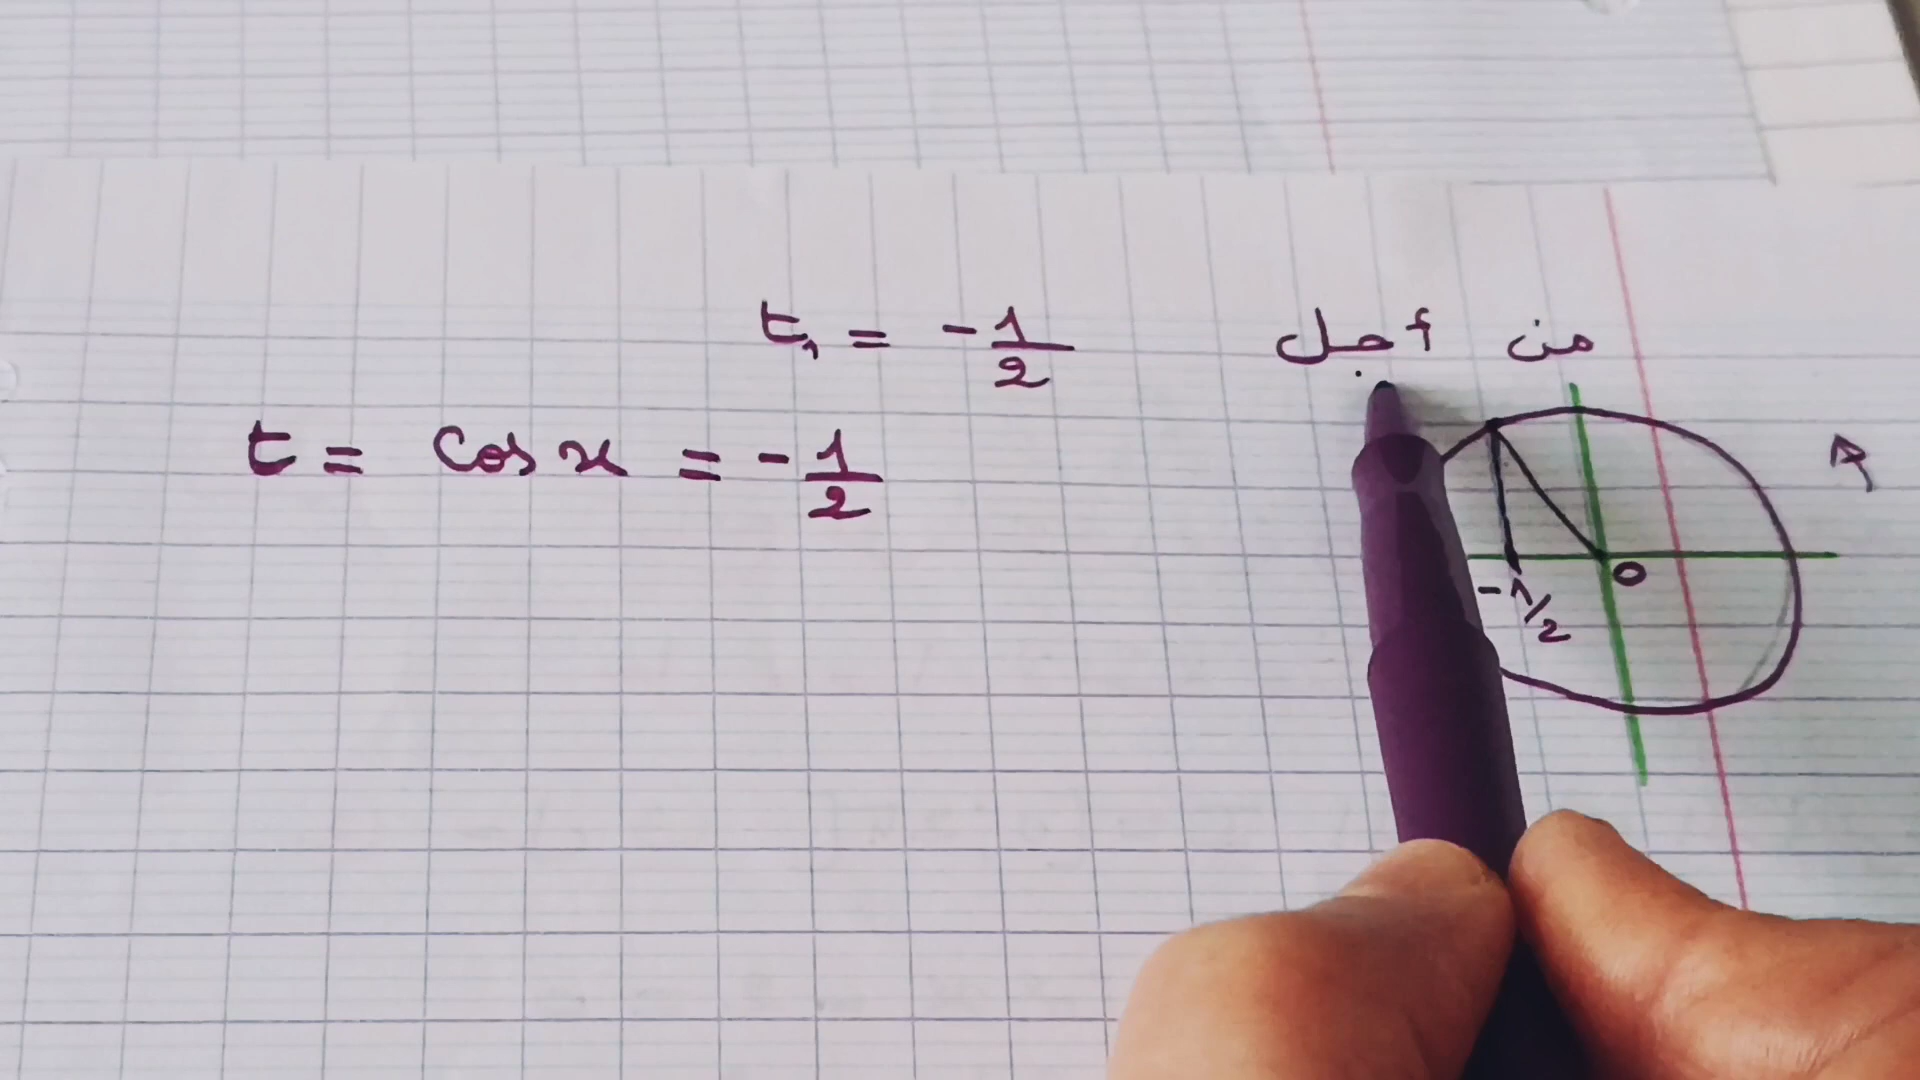 من أجل t₁ = -1/2
t = cos x = -1/2
O
-1/2